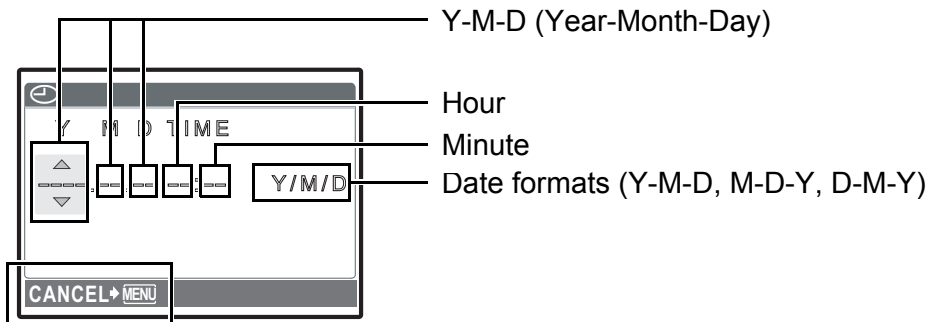 Y-M-D (Year-Month-Day)
Hour
Minute
Date formats (Y-M-D, M-D-Y, D-M-Y)
Y M D TIME
----.--.-- --:-- Y/M/D
CANCEL MENU